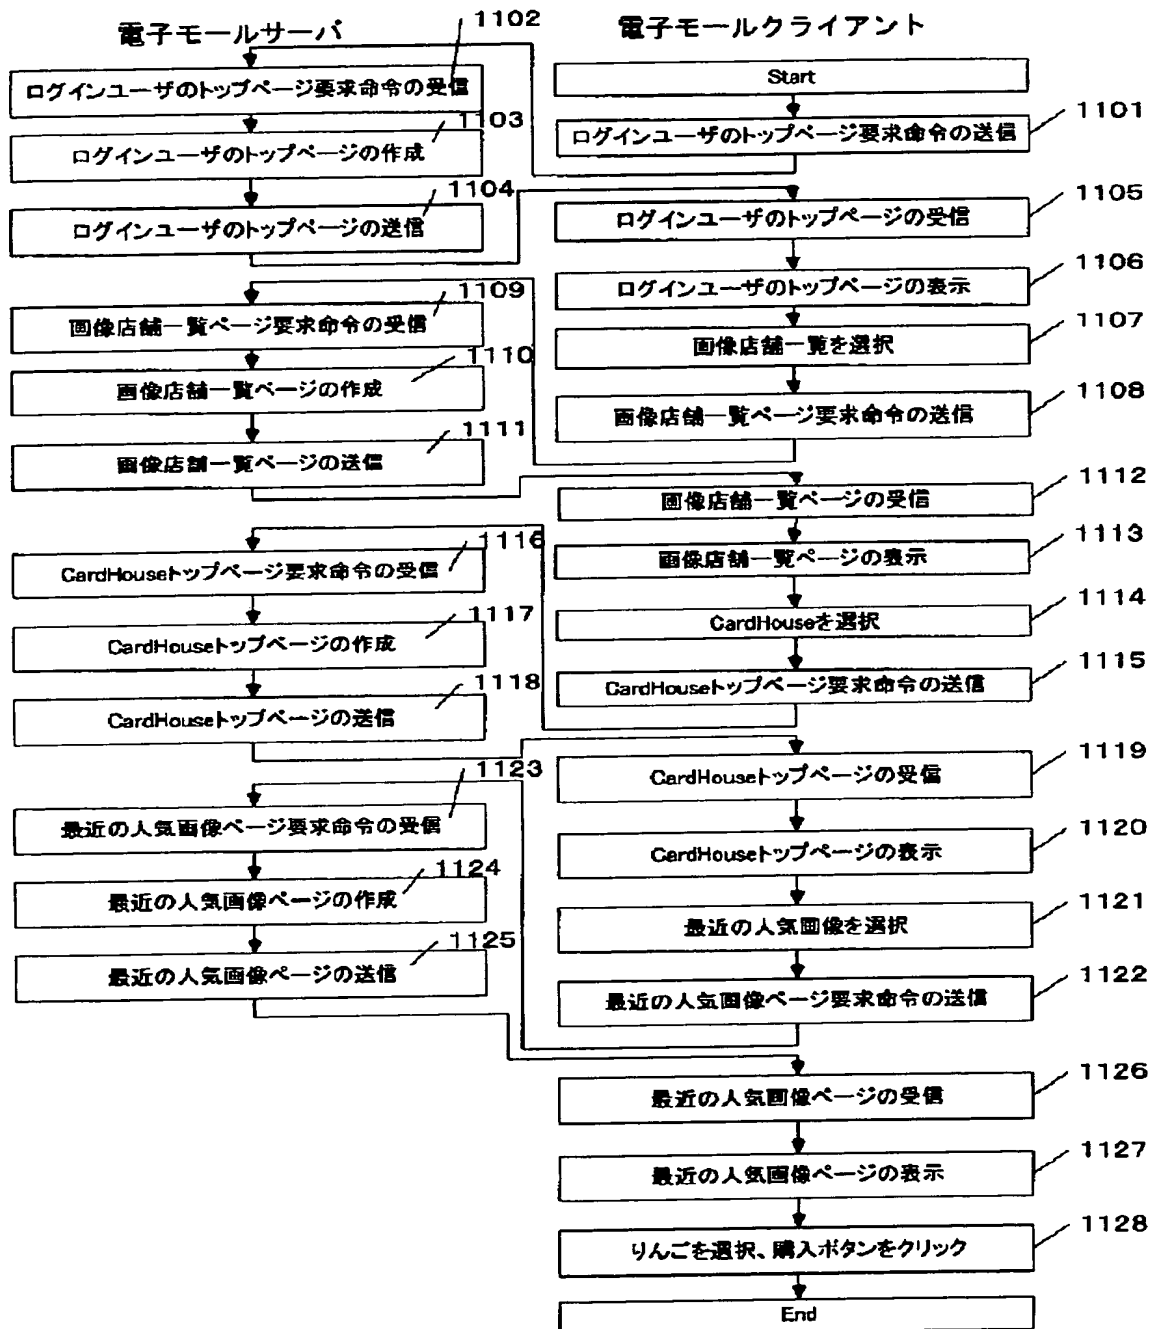 電子モールサーバ
電子モールクライアント
Start
1101
ログインユーザのトップページ要求命令の送信
1102
ログインユーザのトップページ要求命令の受信
1103
ログインユーザのトップページの作成
1104
ログインユーザのトップページの送信
1105
ログインユーザのトップページの受信
1106
ログインユーザのトップページの表示
1107
画像店舗一覧を選択
1108
画像店舗一覧ページ要求命令の送信
1109
画像店舗一覧ページ要求命令の受信
1110
画像店舗一覧ページの作成
1111
画像店舗一覧ページの送信
1112
画像店舗一覧ページの受信
1113
画像店舗一覧ページの表示
1114
CardHouseを選択
1115
CardHouseトップページ要求命令の送信
1116
CardHouseトップページ要求命令の受信
1117
CardHouseトップページの作成
1118
CardHouseトップページの送信
1119
CardHouseトップページの受信
1120
CardHouseトップページの表示
1121
最近の人気画像を選択
1122
最近の人気画像ページ要求命令の送信
1123
最近の人気画像ページ要求命令の受信
1124
最近の人気画像ページの作成
1125
最近の人気画像ページの送信
1126
最近の人気画像ページの受信
1127
最近の人気画像ページの表示
1128
りんごを選択、購入ボタンをクリック
End